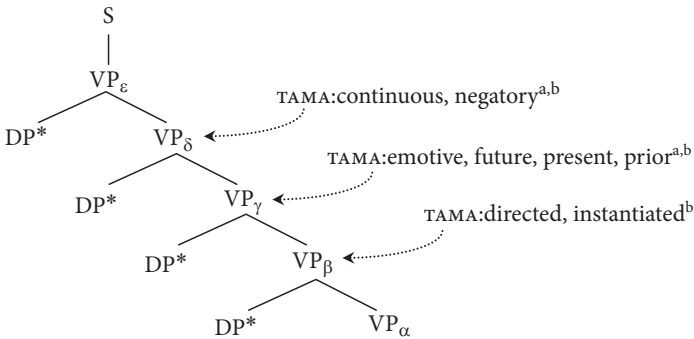 S
VPε
TAMA:continuous, negatoryᵃ,ᵇ
DP* VPδ
TAMA:emotive, future, present, priorᵃ,ᵇ
DP* VPγ
TAMA:directed, instantiatedᵇ
DP* VPβ
DP* VPα